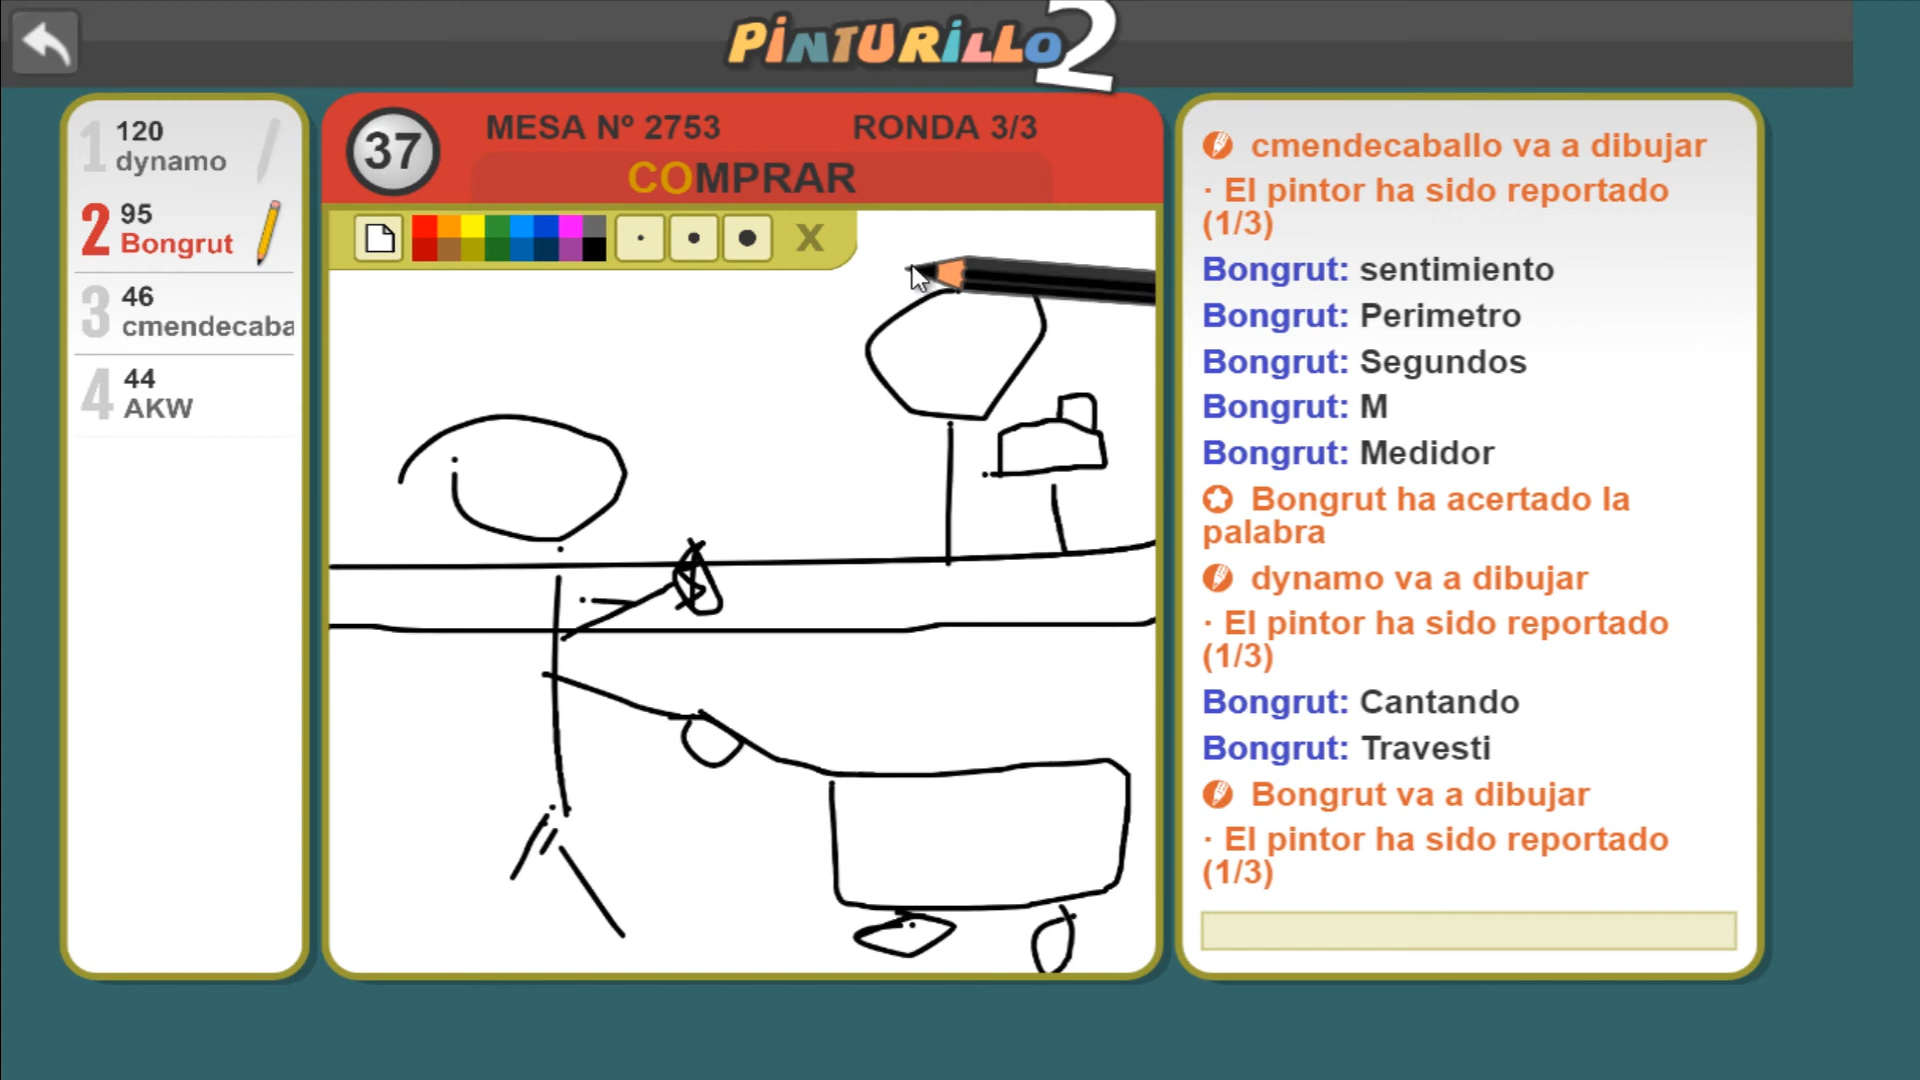 PINTURILLO 2
1 120
dynamo
2 95
Bongrut
3 46
cmendecaba
4 44
AKW
37
MESA Nº 2753
RONDA 3/3
COMPRAR
X
cmendecaballo va a dibujar
· El pintor ha sido reportado
(1/3)
Bongrut: sentimiento
Bongrut: Perimetro
Bongrut: Segundos
Bongrut: M
Bongrut: Medidor
Bongrut ha acertado la
palabra
dynamo va a dibujar
· El pintor ha sido reportado
(1/3)
Bongrut: Cantando
Bongrut: Travesti
Bongrut va a dibujar
· El pintor ha sido reportado
(1/3)